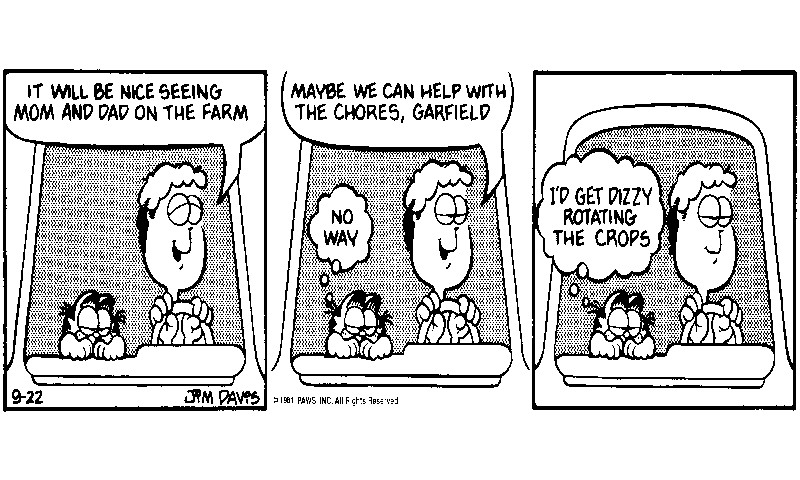 IT WILL BE NICE SEEING
MOM AND DAD ON THE FARM
9-22
JIM DAVIS
MAYBE WE CAN HELP WITH
THE CHORES, GARFIELD
NO
WAY
© 1981 PAWS, INC. All Rights Reserved
I'D GET DIZZY
ROTATING
THE CROPS